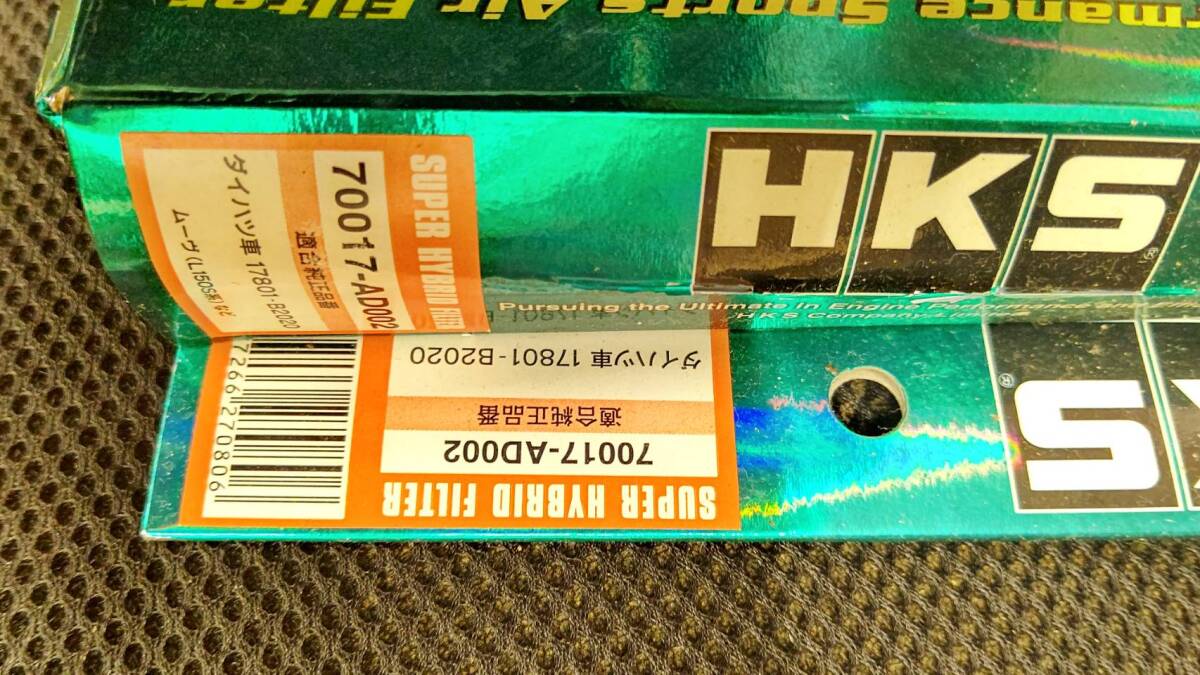 rmance Sports Air Filter
HKS
Pursuing the Ultimate in Engine
HKS Company
SUPER HYBRID FILTER
70017-AD002
適合純正品番
ダイハツ車 17801-B2020
ムーヴ (L150S系)など
SUPER HYBRID FILTER
70017-AD002
適合純正品番
ダイハツ車 17801-B2020
7266270806
S